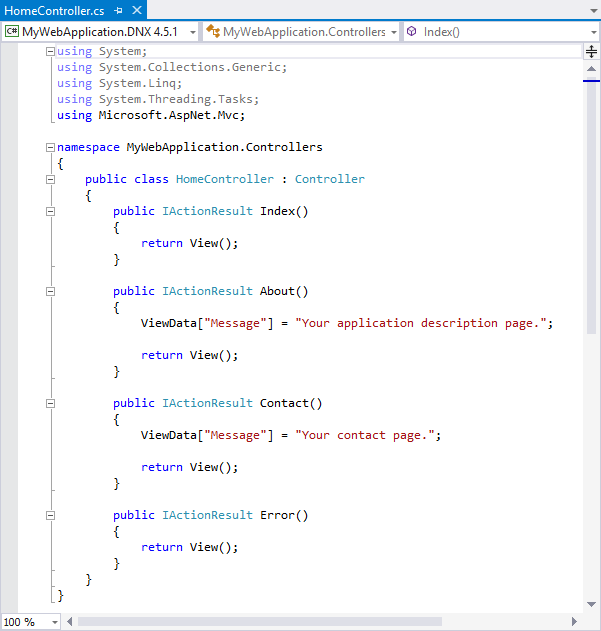 HomeController.cs
MyWebApplication.DNX 4.5.1 MyWebApplication.Controllers Index()
using System;
using System.Collections.Generic;
using System.Linq;
using System.Threading.Tasks;
using Microsoft.AspNet.Mvc;

namespace MyWebApplication.Controllers
{
    public class HomeController : Controller
    {
        public IActionResult Index()
        {
            return View();
        }

        public IActionResult About()
        {
            ViewData["Message"] = "Your application description page.";

            return View();
        }

        public IActionResult Contact()
        {
            ViewData["Message"] = "Your contact page.";

            return View();
        }

        public IActionResult Error()
        {
            return View();
        }
    }
}
100 %